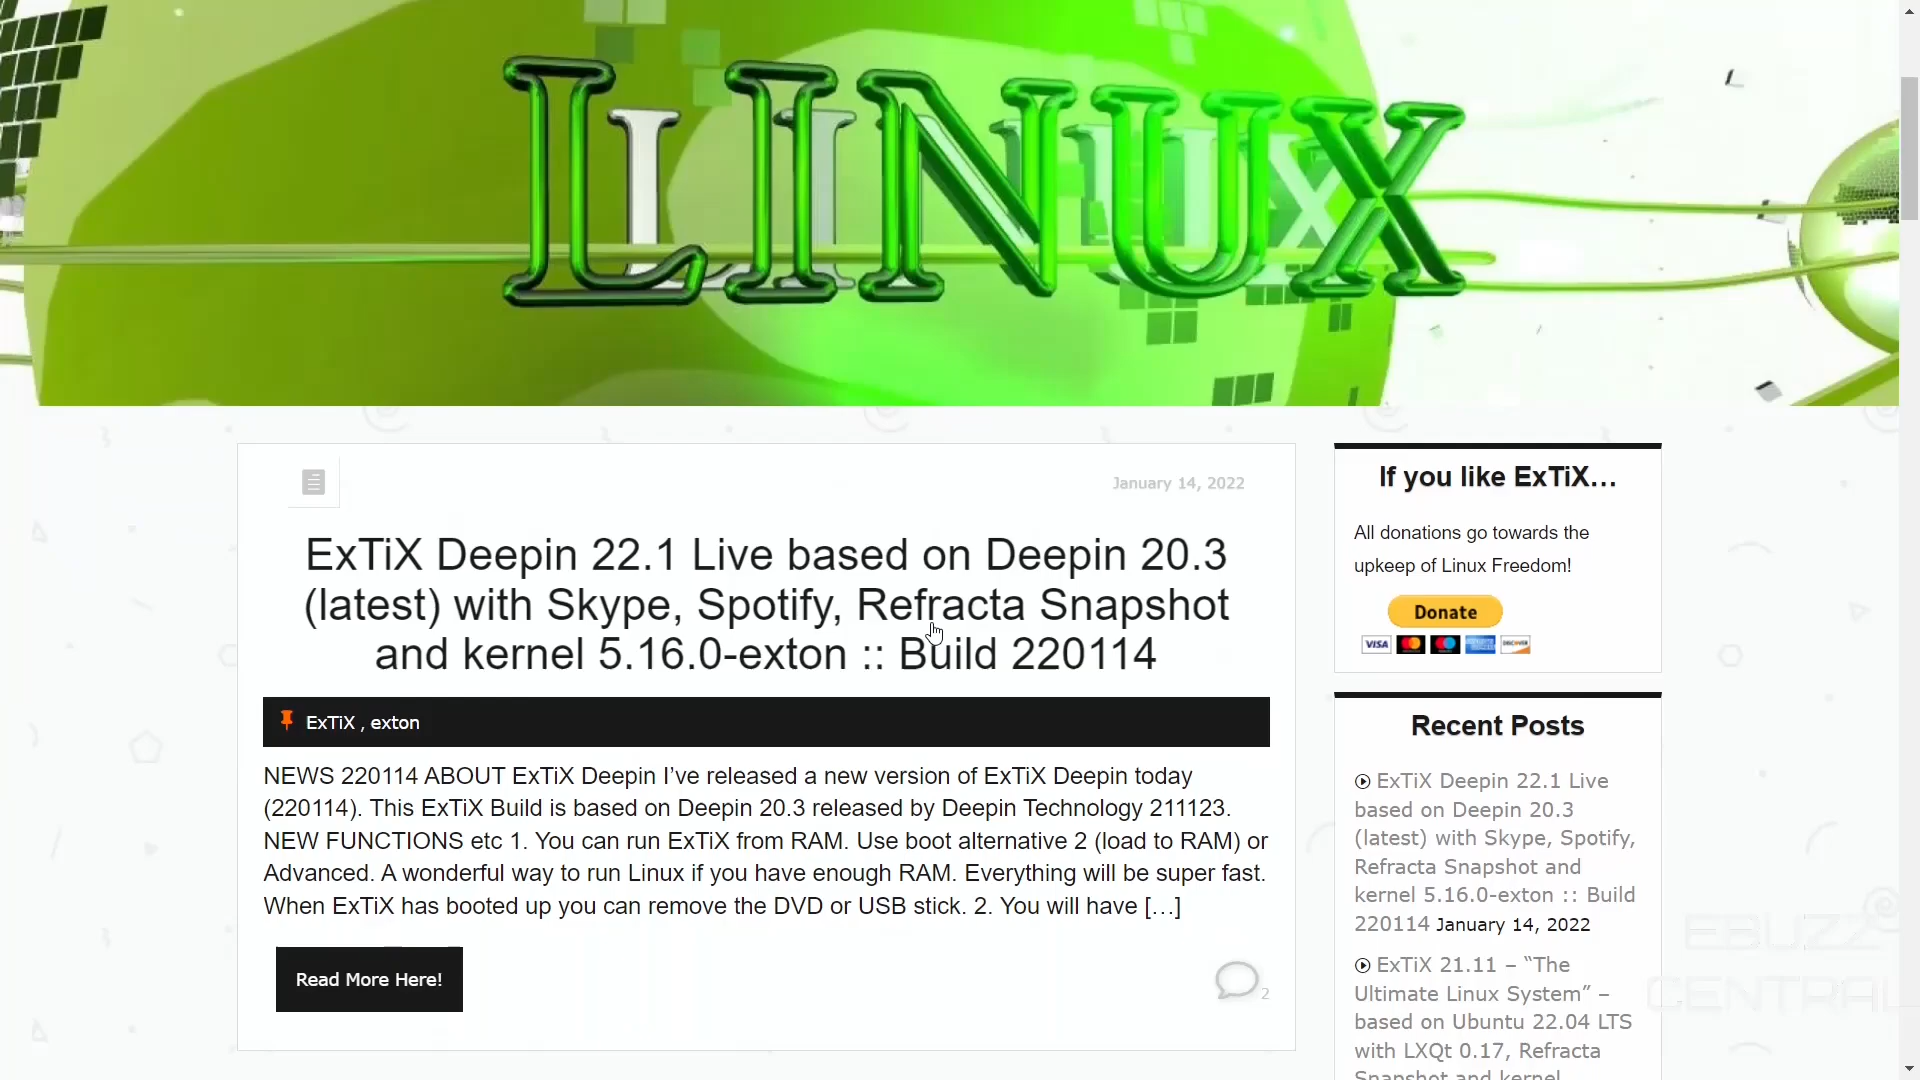 LINUX
January 14, 2022
ExTiX Deepin 22.1 Live based on Deepin 20.3
(latest) with Skype, Spotify, Refracta Snapshot
and kernel 5.16.0-exton :: Build 220114
ExTiX , exton
NEWS 220114 ABOUT ExTiX Deepin I’ve released a new version of ExTiX Deepin today
(220114). This ExTiX Build is based on Deepin 20.3 released by Deepin Technology 211123.
NEW FUNCTIONS etc 1. You can run ExTiX from RAM. Use boot alternative 2 (load to RAM) or
Advanced. A wonderful way to run Linux if you have enough RAM. Everything will be super fast.
When ExTiX has booted up you can remove the DVD or USB stick. 2. You will have […]
Read More Here!
2
If you like ExTiX…
All donations go towards the
upkeep of Linux Freedom!
Donate
VISA
DISCOVER
Recent Posts
ExTiX Deepin 22.1 Live
based on Deepin 20.3
(latest) with Skype, Spotify,
Refracta Snapshot and
kernel 5.16.0-exton :: Build
220114 January 14, 2022
ExTiX 21.11 – “The
Ultimate Linux System” –
based on Ubuntu 22.04 LTS
with LXQt 0.17, Refracta
Snapshot and kernel
EBUZZ
CENTRAL